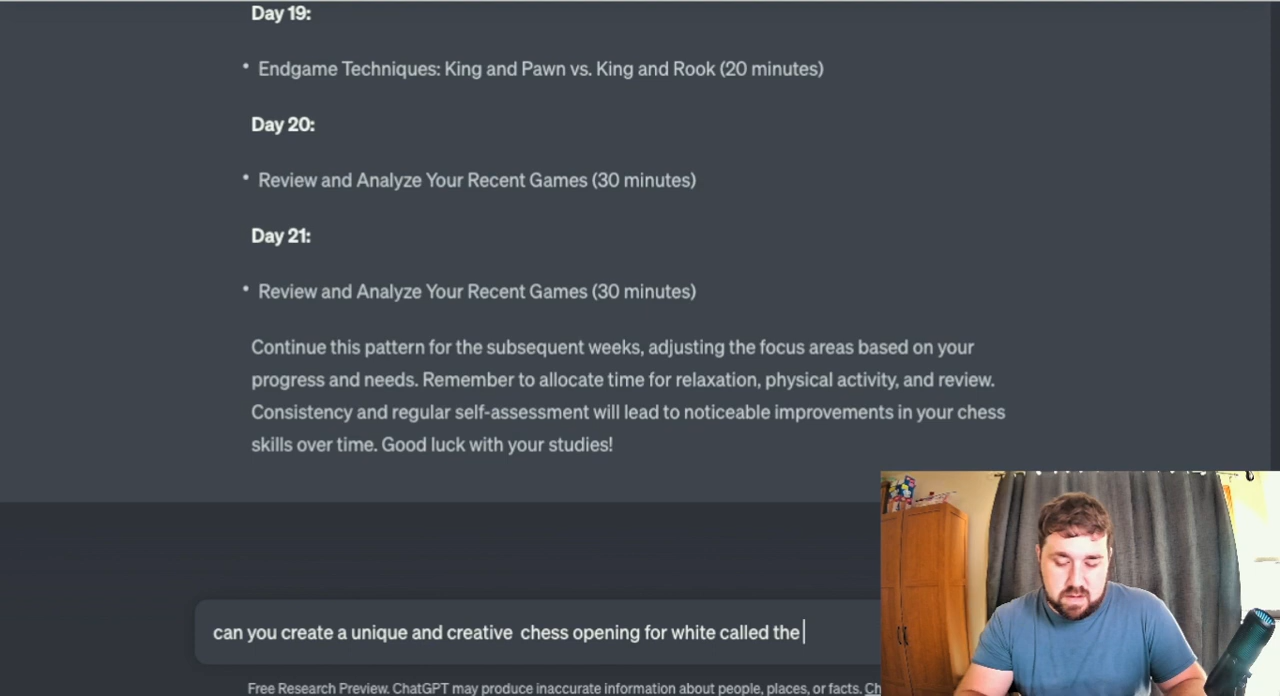 Day 19:
• Endgame Techniques: King and Pawn vs. King and Rook (20 minutes)
Day 20:
• Review and Analyze Your Recent Games (30 minutes)
Day 21:
• Review and Analyze Your Recent Games (30 minutes)
Continue this pattern for the subsequent weeks, adjusting the focus areas based on your
progress and needs. Remember to allocate time for relaxation, physical activity, and review.
Consistency and regular self-assessment will lead to noticeable improvements in your chess
skills over time. Good luck with your studies!
can you create a unique and creative  chess opening for white called the
Free Research Preview. ChatGPT may produce inaccurate information about people, places, or facts. Ch